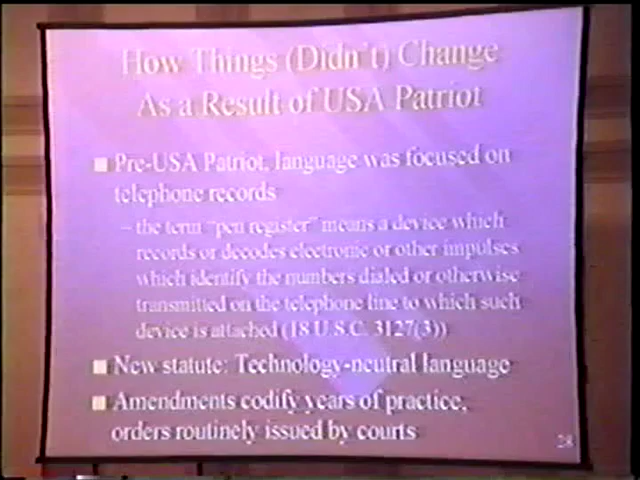 How Things (Didn't) Change
As a Result of USA Patriot
Pre-USA Patriot, language was focused on
telephone records
– the term "pen register" means a device which
records or decodes electronic or other impulses
which identify the numbers dialed or otherwise
transmitted on the telephone line to which such
device is attached (18 U.S.C. 3127(3))
New statute: Technology-neutral language
Amendments codify years of practice,
orders routinely issued by courts
28